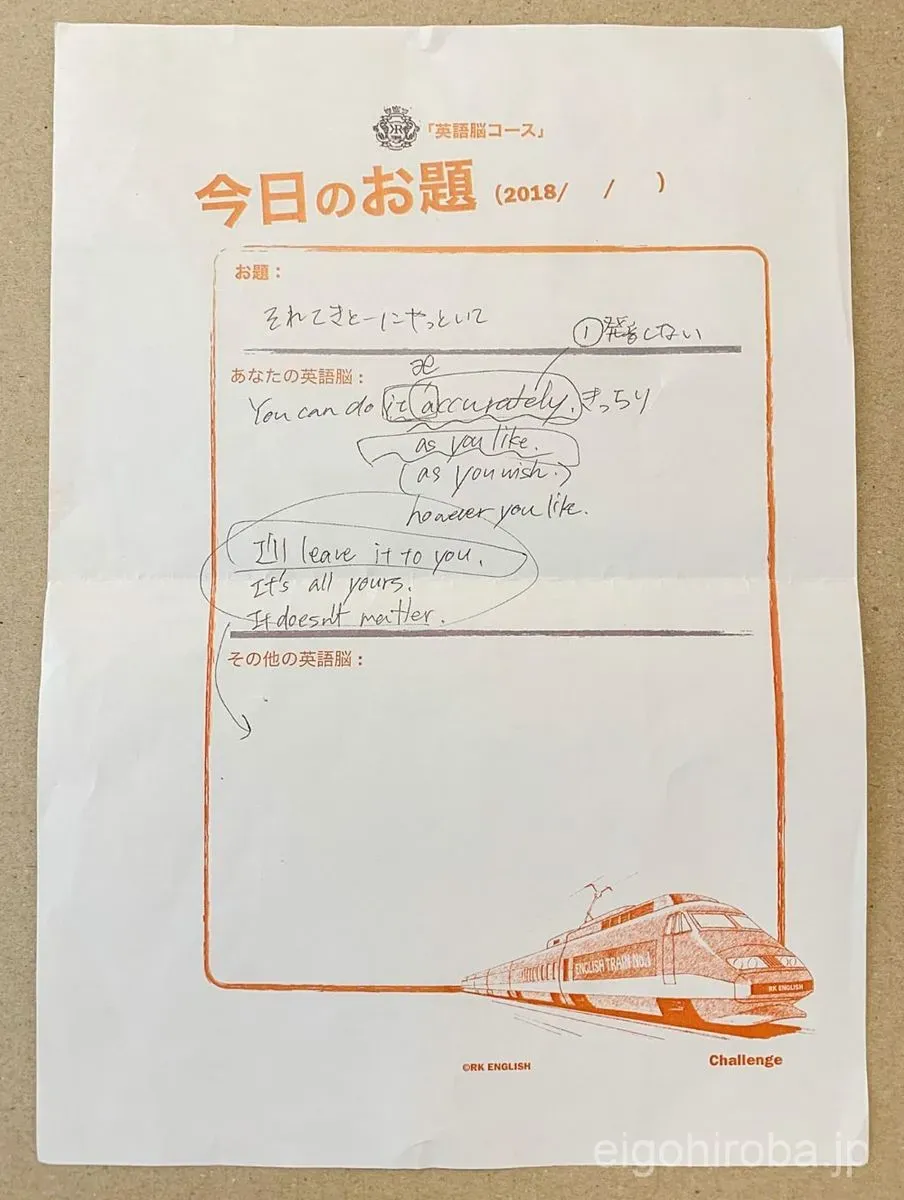 「英語脳コース」
今日のお題 (2018/ / )
お題：
それてきとーにやっといて
① 発音しない
あなたの英語脳：
æ
You can do it accurately. きっちり
as you like.
(as you wish.)
however you like.
I'll leave it to you.
It's all yours.
It doesn't matter.
その他の英語脳：
ENGLISH TRAIN No.1
RK ENGLISH
Challenge
©RK ENGLISH
eigohiroba.jp